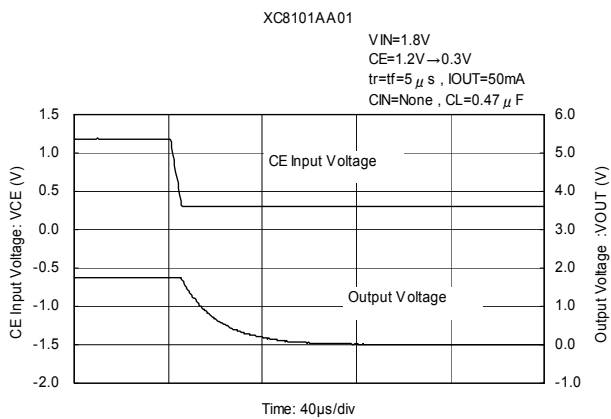 XC8101AA01
VIN=1.8V
CE=1.2V→0.3V
tr=tf=5μs , IOUT=50mA
CIN=None , CL=0.47μF
CE Input Voltage: VCE (V)
1.5
1.0
0.5
0.0
-0.5
-1.0
-1.5
-2.0
CE Input Voltage
Output Voltage
6.0
5.0
4.0
3.0
2.0
1.0
0.0
-1.0
Output Voltage :VOUT (V)
Time: 40μs/div